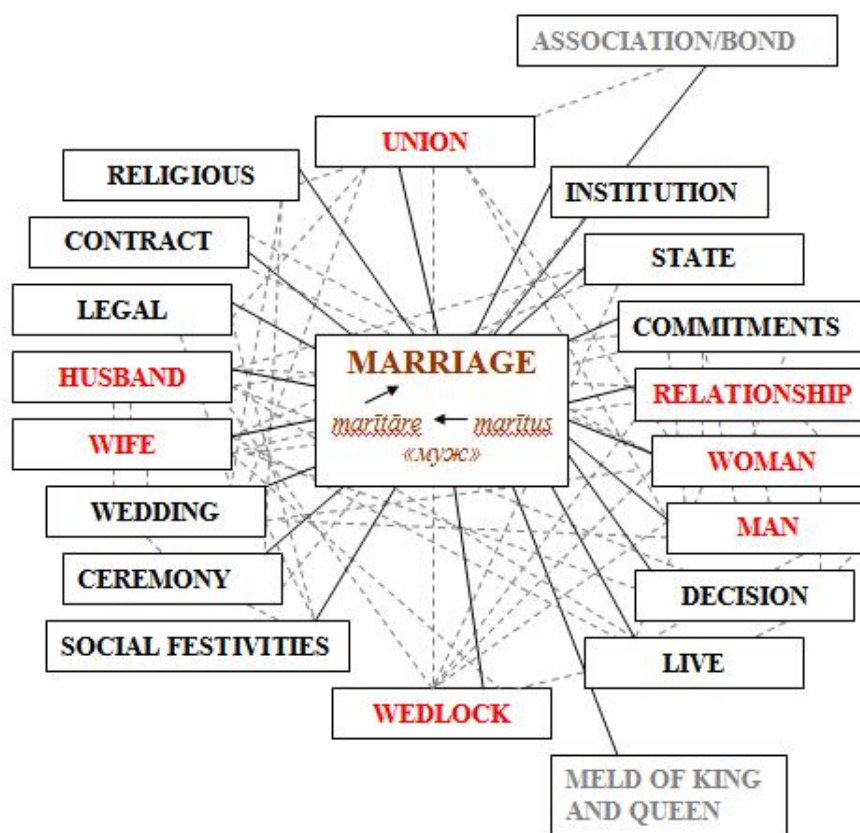 ASSOCIATION/BOND
UNION
RELIGIOUS
INSTITUTION
CONTRACT
STATE
LEGAL
COMMITMENTS
MARRIAGE
HUSBAND
RELATIONSHIP
marītāre marītus
«муж»
WIFE
WOMAN
WEDDING
MAN
CEREMONY
DECISION
SOCIAL FESTIVITIES
LIVE
WEDLOCK
MELD OF KING
AND QUEEN